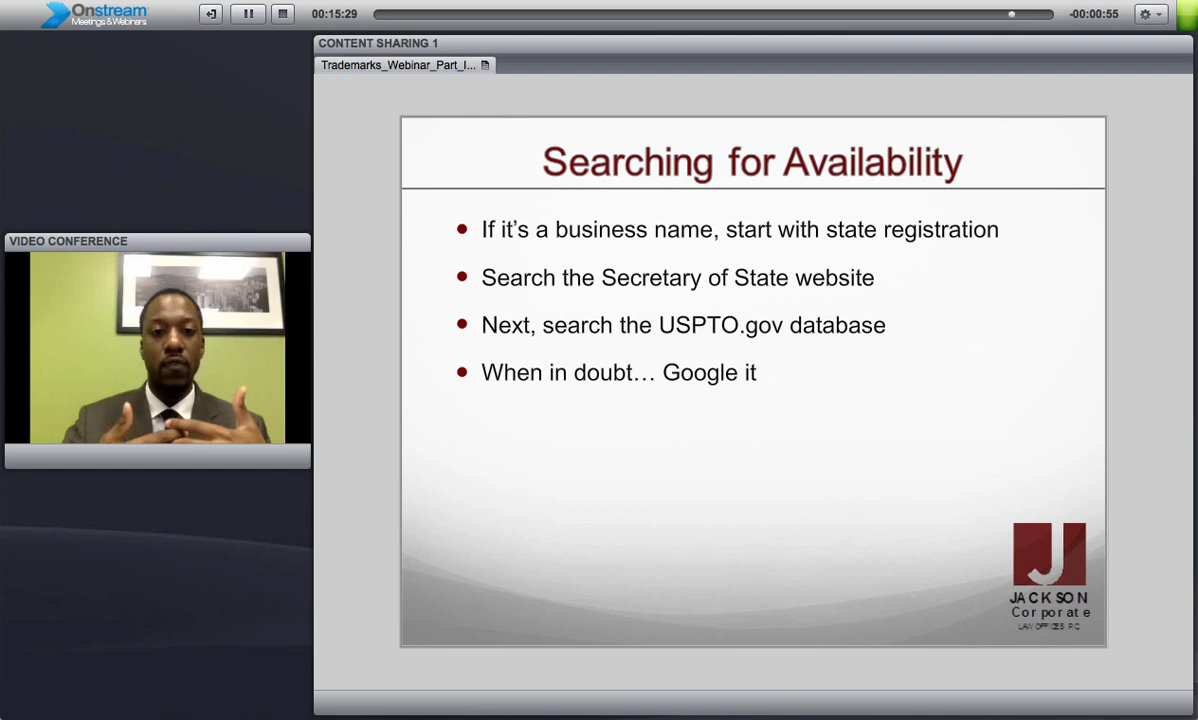 Onstream
Meetings&Webinars
00:15:29
-00:00:55
CONTENT SHARING 1
Trademarks_Webinar_Part_I...
VIDEO CONFERENCE
Searching for Availability
• If it's a business name, start with state registration
• Search the Secretary of State website
• Next, search the USPTO.gov database
• When in doubt… Google it
J
JACKSON
Corporate
LAW OFFICES P.C